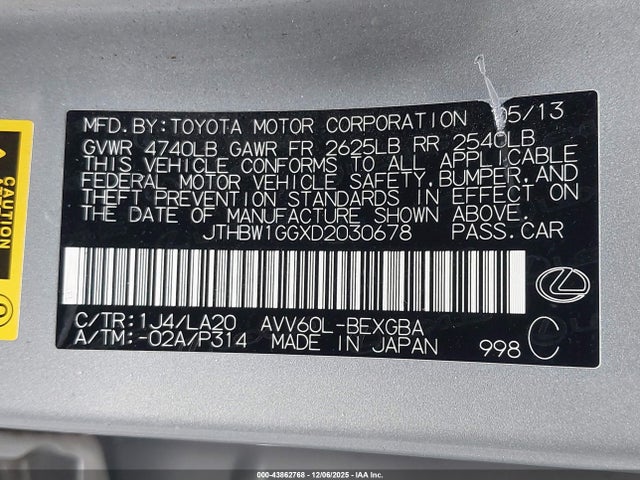 MFD.BY:TOYOTA MOTOR CORPORATION 05/13
GVWR 4740LB GAWR FR 2625LB RR 2540LB
THIS VEHICLE CONFORMS TO ALL APPLICABLE
FEDERAL MOTOR VEHICLE SAFETY,BUMPER,AND
THEFT PREVENTION STANDARDS IN EFFECT ON
THE DATE OF MANUFACTURE SHOWN ABOVE.
JTHBW1GGXD2030678 PASS.CAR
C/TR:1J4/LA20 AVV60L-BEXGBA
A/TM:-02A/P314 MADE IN JAPAN 998 C
CAUTION
000-43862768 | 12/06/2025 - IAA Inc.